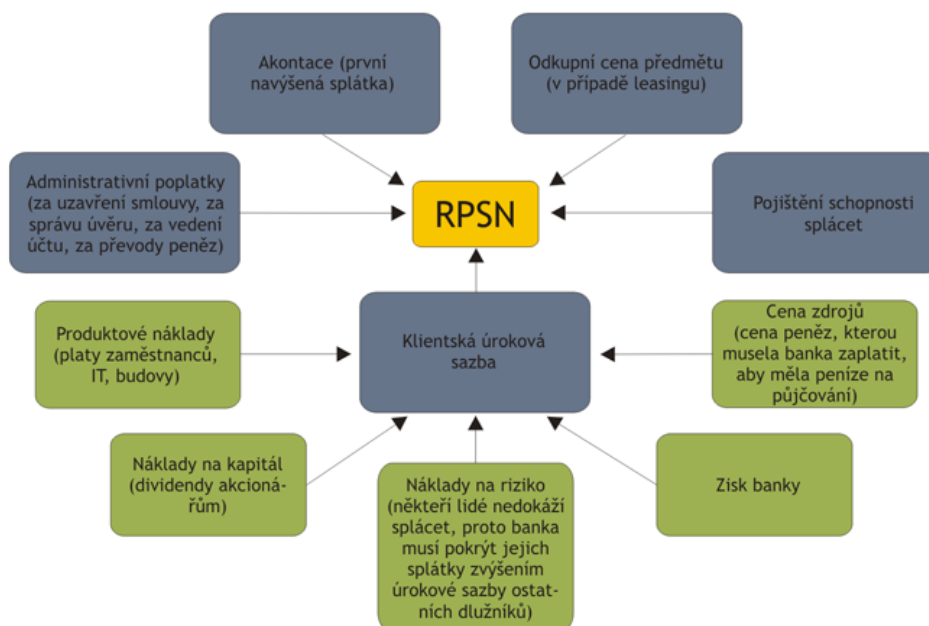 Akontace (první
navýšená splátka)
Odkupní cena předmětu
(v případě leasingu)
Administrativní poplatky
(za uzavření smlouvy, za
správu úvěru, za vedení
účtu, za převody peněz)
RPSN
Pojištění schopnosti
splácet
Produktové náklady
(platy zaměstnanců,
IT, budovy)
Klientská úroková
sazba
Cena zdrojů
(cena peněz, kterou
musela banka zaplatit,
aby měla peníze na
půjčování)
Náklady na kapitál
(dividendy akcioná-
řům)
Náklady na riziko
(někteří lidé nedokáží
splácet, proto banka
musí pokrýt jejich
splátky zvýšením
úrokové sazby ostat-
ních dlužníků)
Zisk banky